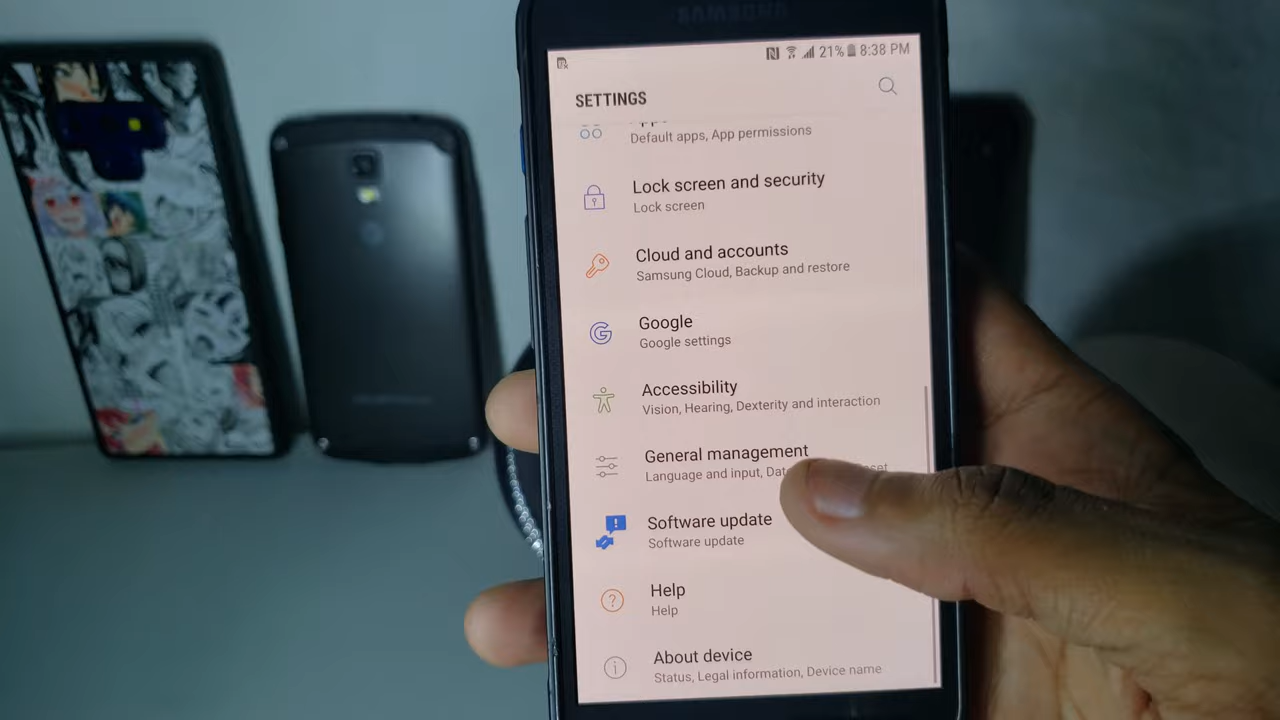 SAMSUNG
21% 8:38 PM
SETTINGS
Default apps, App permissions
Lock screen and security
Lock screen
Cloud and accounts
Samsung Cloud, Backup and restore
Google
Google settings
Accessibility
Vision, Hearing, Dexterity and interaction
General management
Language and input, Date
Software update
Software update
Help
Help
About device
Status, Legal information, Device name